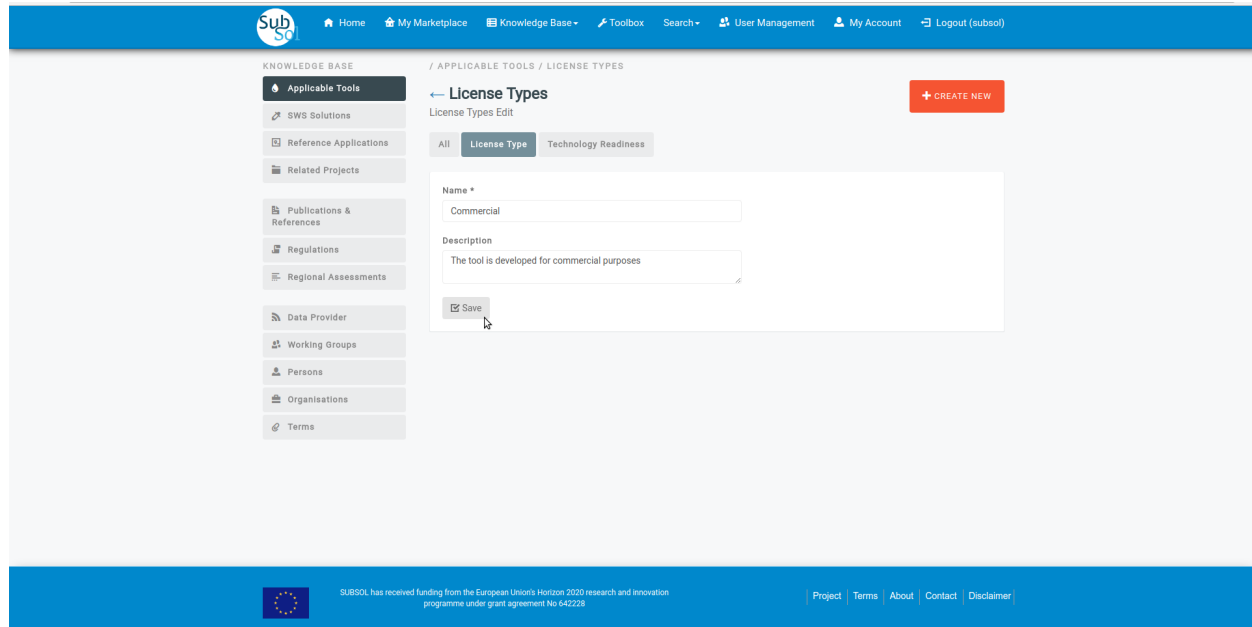 Sub
Sol
Home
My Marketplace
Knowledge Base
Toolbox
Search
User Management
My Account
Logout (subsol)
KNOWLEDGE BASE
Applicable Tools
SWS Solutions
Reference Applications
Related Projects
Publications &
References
Regulations
Regional Assessments
Data Provider
Working Groups
Persons
Organisations
Terms
/ APPLICABLE TOOLS / LICENSE TYPES
← License Types
License Types Edit
+ CREATE NEW
All
License Type
Technology Readiness
Name *
Commercial
Description
The tool is developed for commercial purposes
Save
SUBSOL has received funding from the European Union's Horizon 2020 research and innovation
programme under grant agreement No 642228
Project | Terms | About | Contact | Disclaimer